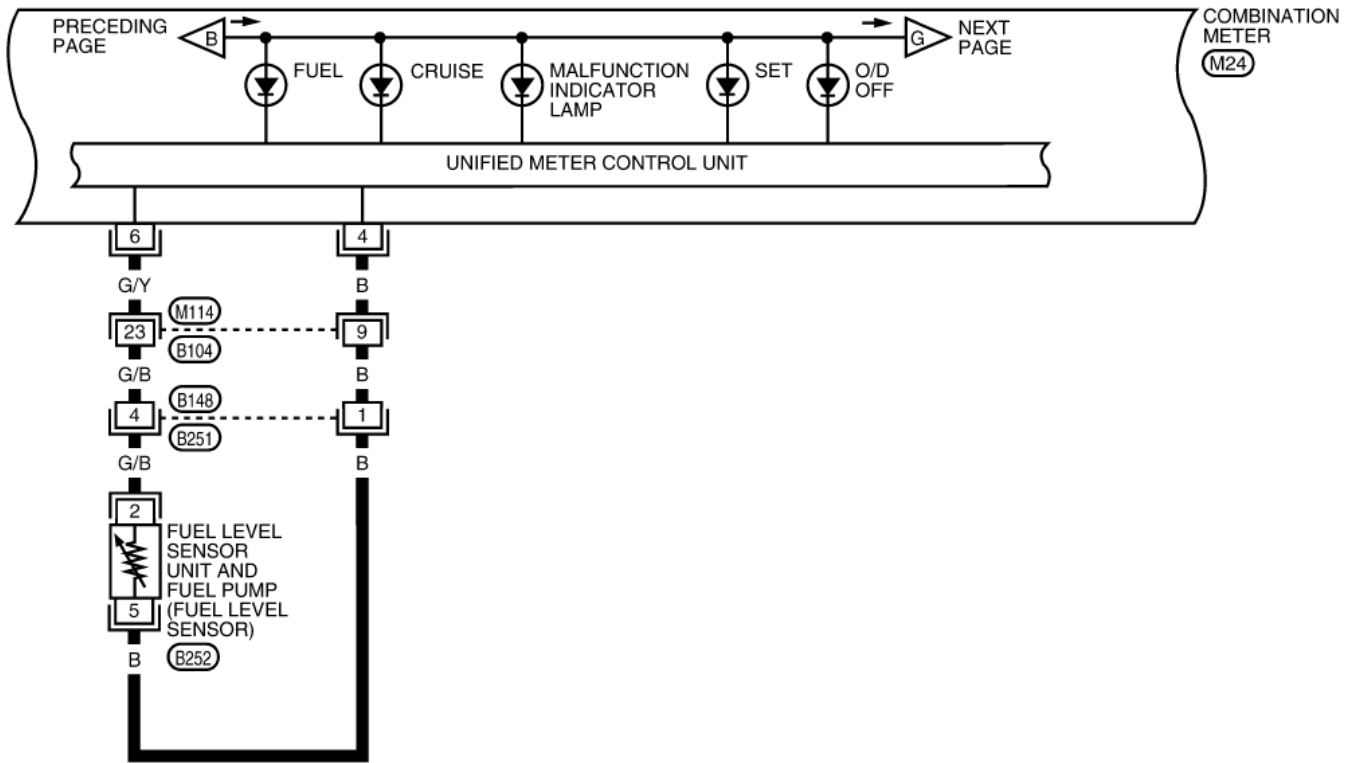 PRECEDING
PAGE
B
G
NEXT
PAGE
COMBINATION
METER
M24
FUEL
CRUISE
MALFUNCTION
INDICATOR
LAMP
SET
O/D
OFF
UNIFIED METER CONTROL UNIT
6
4
G/Y
B
M114
23
9
B104
G/B
B
B148
4
1
B251
G/B
B
2
FUEL LEVEL
SENSOR
UNIT AND
FUEL PUMP
(FUEL LEVEL
SENSOR)
5
B
B252